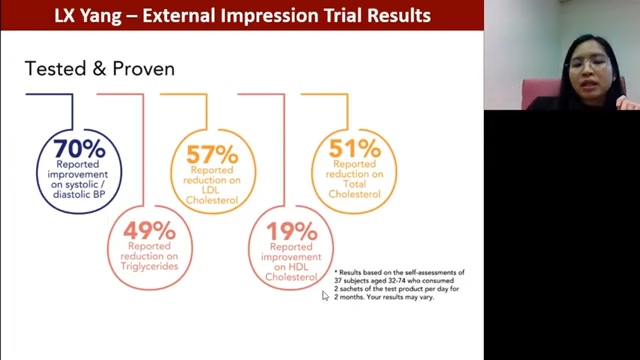 LX Yang – External Impression Trial Results
Tested & Proven
70%
Reported
improvement
on systolic /
diastolic BP
49%
Reported
reduction on
Triglycerides
57%
Reported
reduction on
LDL
Cholesterol
19%
Reported
improvement
on HDL
Cholesterol
51%
Reported
reduction on
Total
Cholesterol
* Results based on the self-assessments of
37 subjects aged 32-74 who consumed
2 sachets of the test product per day for
2 months. Your results may vary.